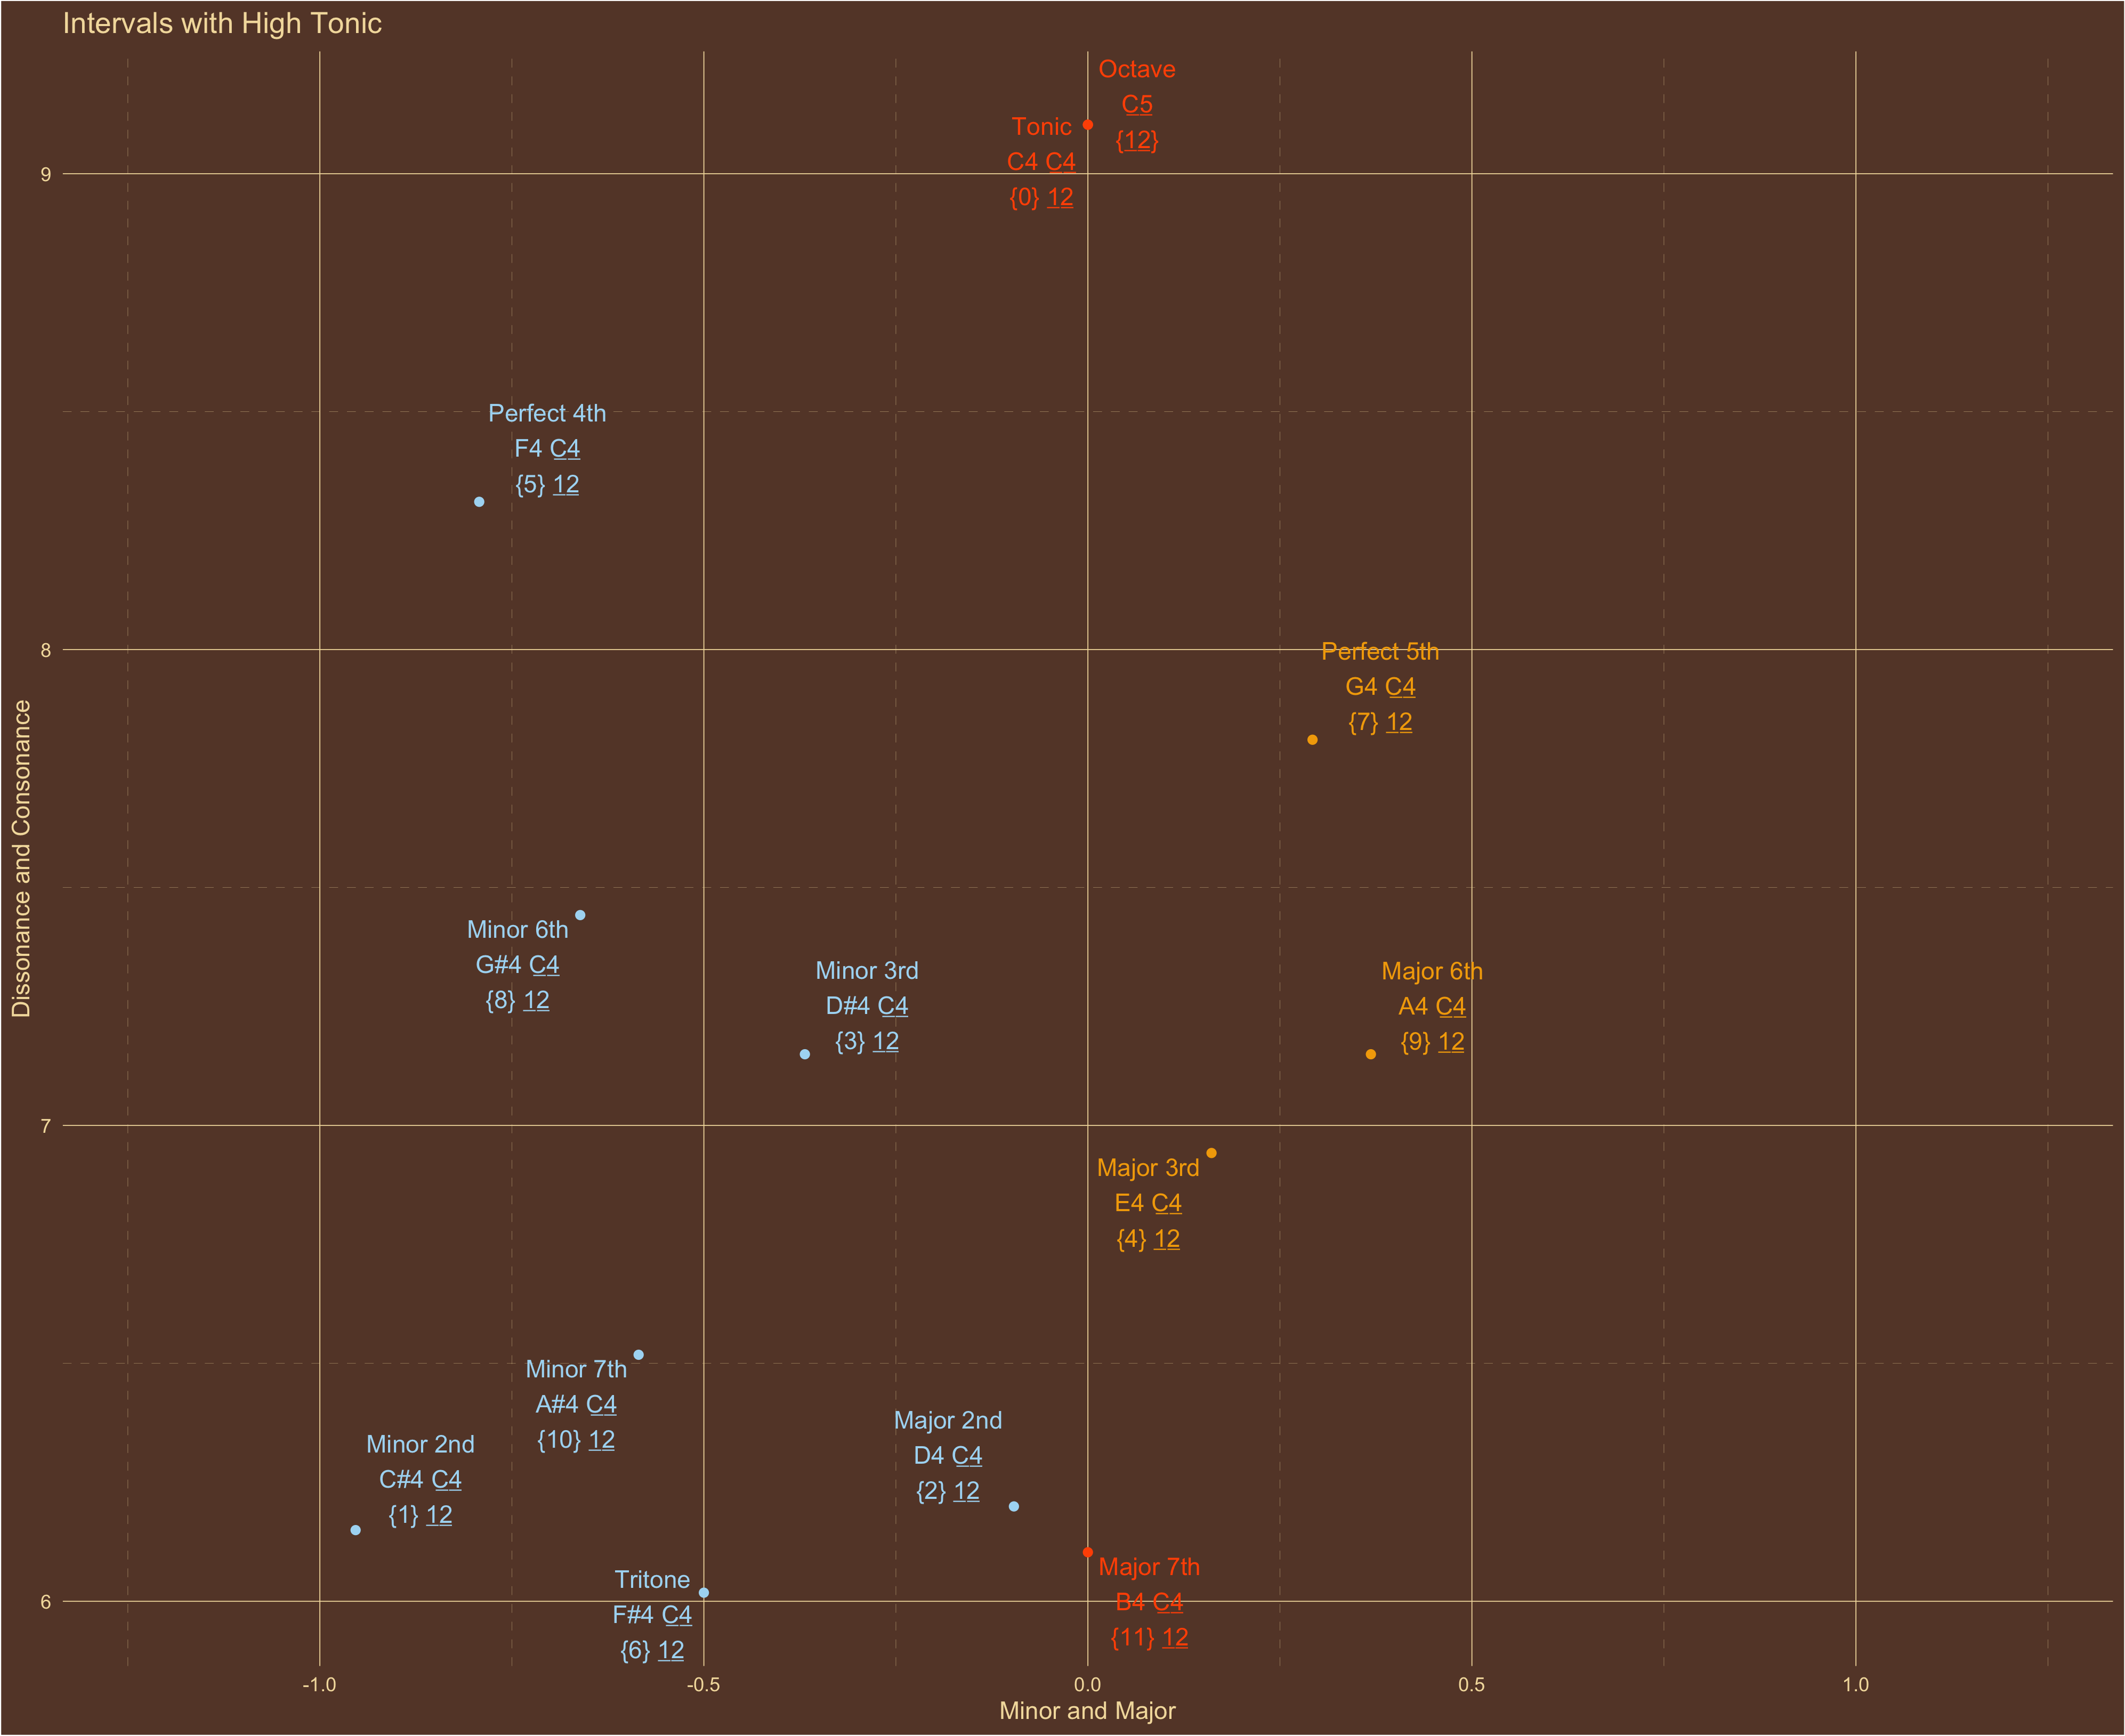 Intervals with High Tonic
Octave
C5
{12}
Tonic
C4 C4
{0} 12
9
Perfect 4th
F4 C4
{5} 12
8
Perfect 5th
G4 C4
{7} 12
Dissonance and Consonance
Minor 6th
G#4 C4
{8} 12
Minor 3rd
D#4 C4
{3} 12
Major 6th
A4 C4
{9} 12
7
Major 3rd
E4 C4
{4} 12
Minor 7th
A#4 C4
{10} 12
Major 2nd
D4 C4
{2} 12
Minor 2nd
C#4 C4
{1} 12
Major 7th
B4 C4
{11} 12
Tritone
F#4 C4
{6} 12
6
-1.0
-0.5
0.0
0.5
1.0
Minor and Major